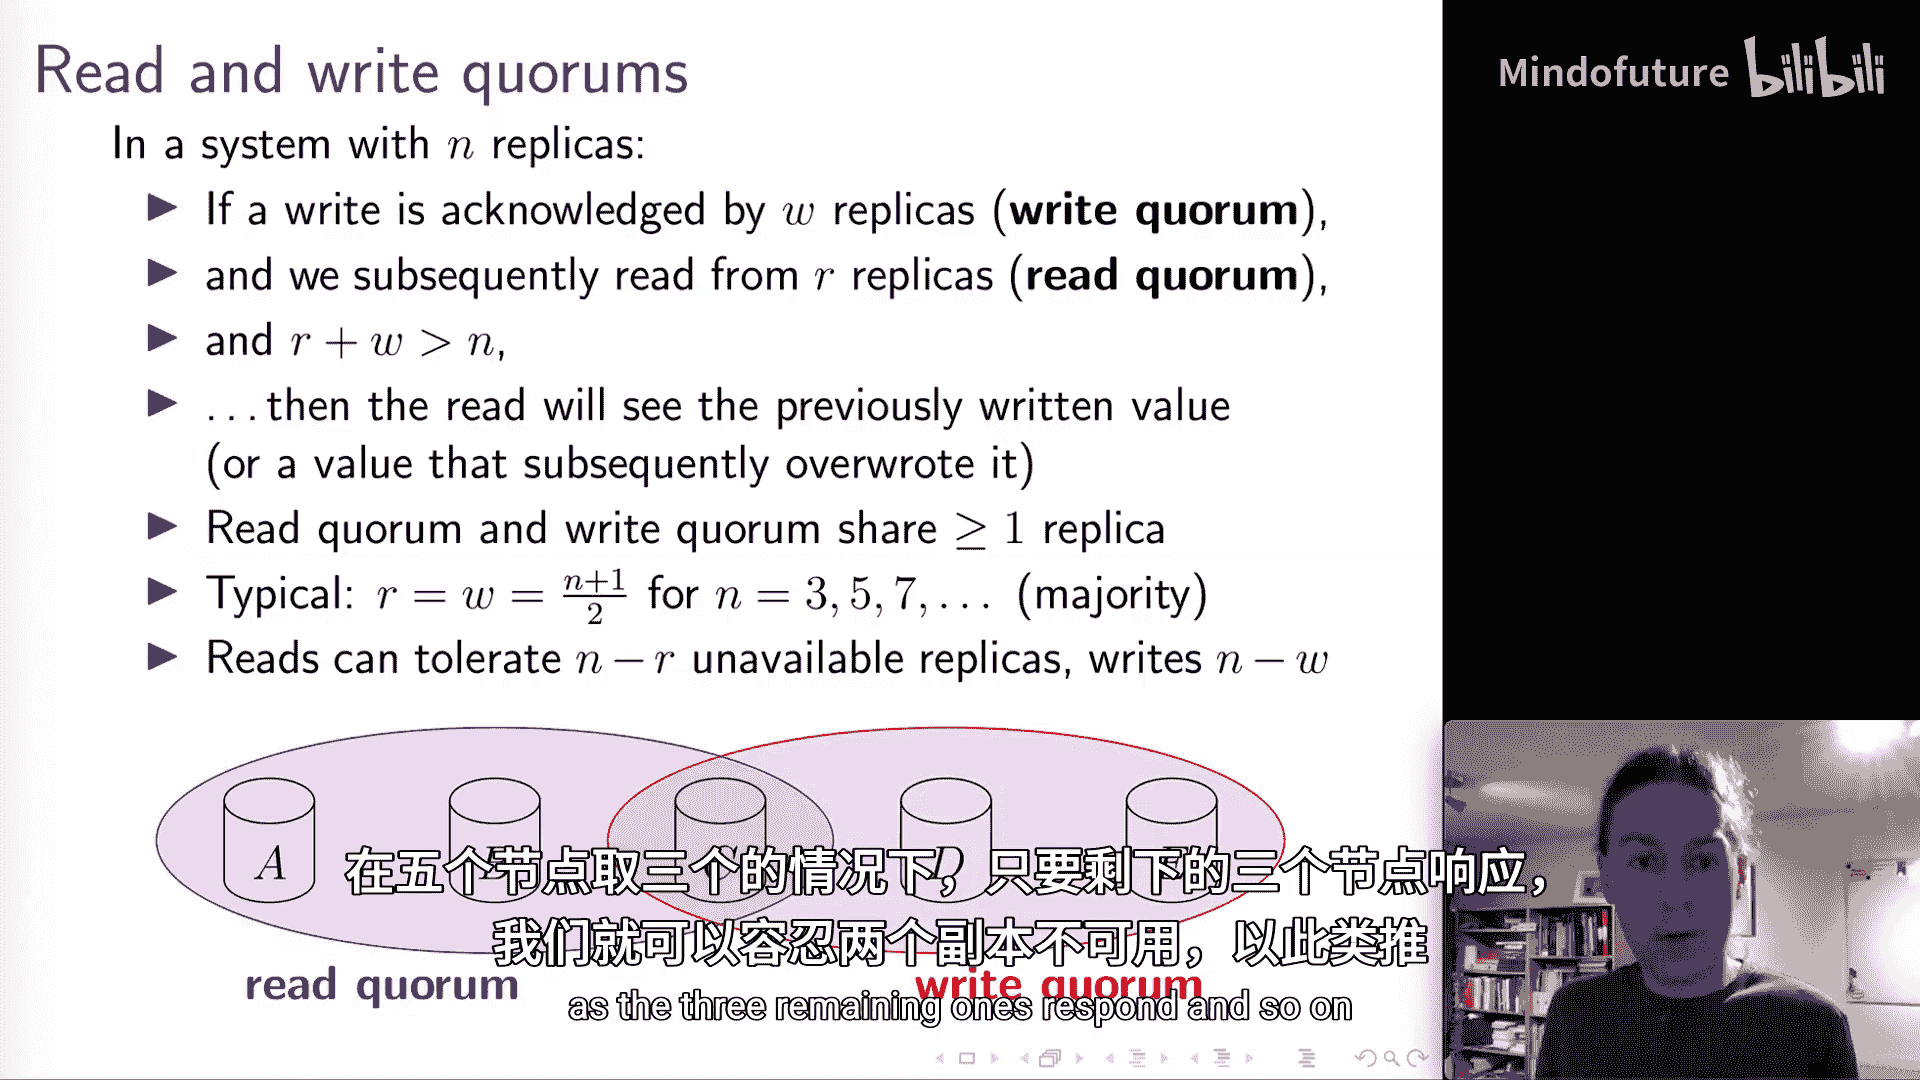 Read and write quorums
Mindofuture bilibili
In a system with n replicas:
▶ If a write is acknowledged by w replicas (write quorum),
▶ and we subsequently read from r replicas (read quorum),
▶ and r + w > n,
▶ ...then the read will see the previously written value
(or a value that subsequently overwrote it)
▶ Read quorum and write quorum share ≥ 1 replica
▶ Typical: r = w = \frac{n+1}{2} for n = 3, 5, 7, ... (majority)
▶ Reads can tolerate n − r unavailable replicas, writes n − w
A D
在五个节点取三个的情况下，只要剩下的三个节点响应，
我们就可以容忍两个副本不可用，以此类推
read quorum write quorum
as the three remaining ones respond and so on